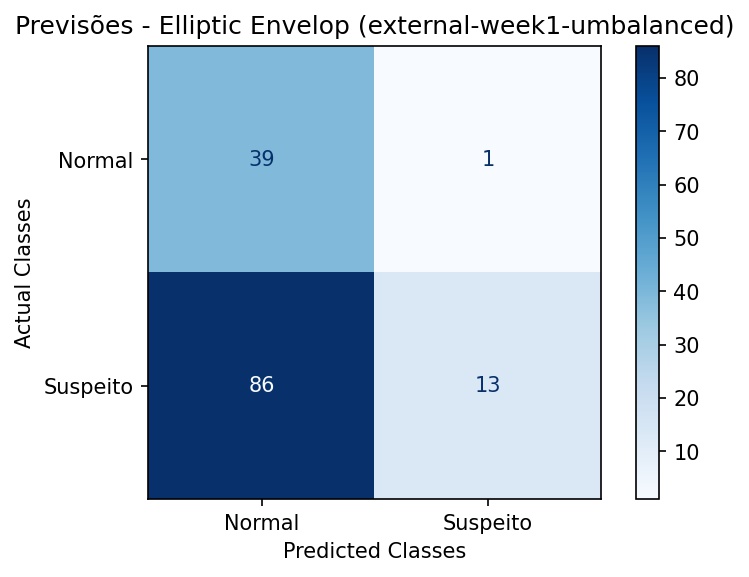 Previsões - Elliptic Envelop (external-week1-umbalanced)
Actual Classes
Normal
Suspeito
39
1
86
13
Normal
Suspeito
Predicted Classes
80
70
60
50
40
30
20
10